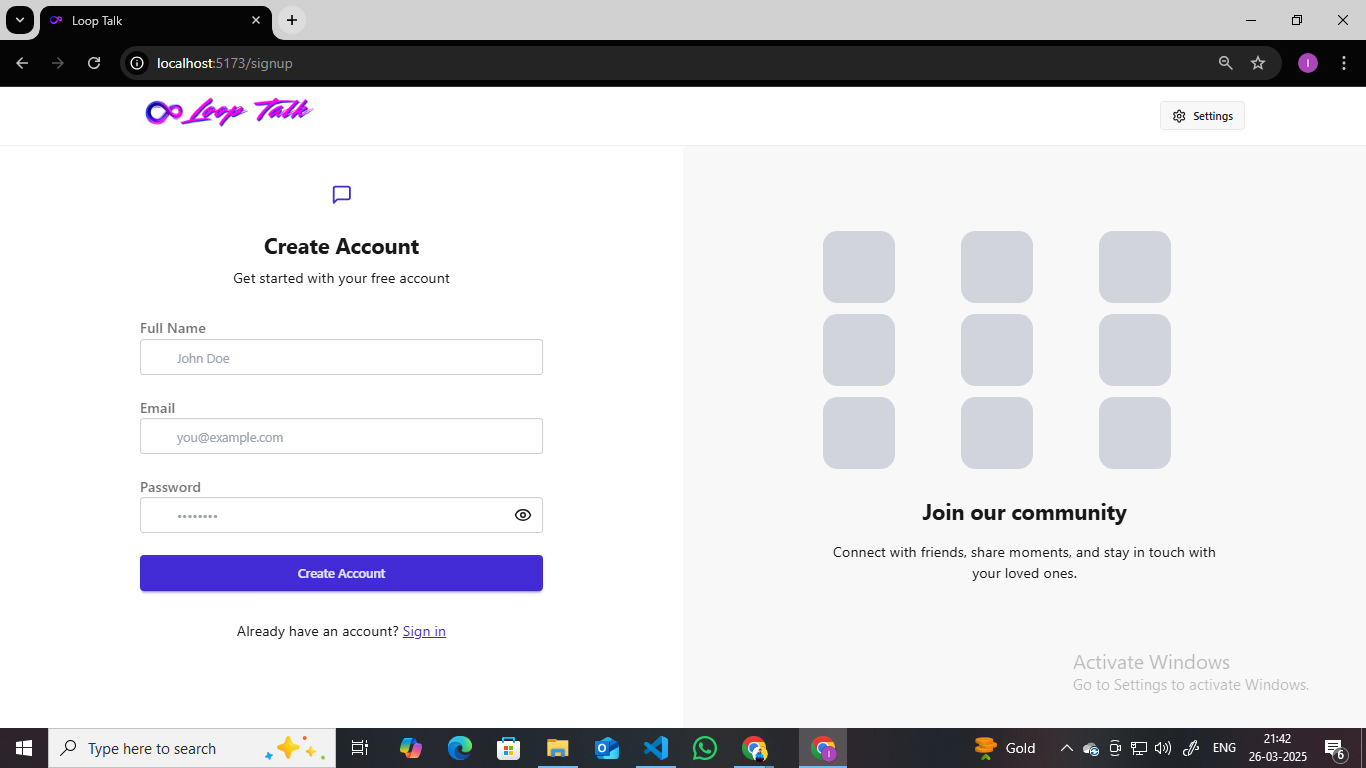 Loop Talk
localhost:5173/signup
Loop Talk
Settings
Create Account
Get started with your free account
Full Name
John Doe
Email
you@example.com
Password
••••••••
Create Account
Already have an account? Sign in
Join our community
Connect with friends, share moments, and stay in touch with
your loved ones.
Activate Windows
Go to Settings to activate Windows.
Type here to search
Gold
ENG
21:42
26-03-2025
6
I
I